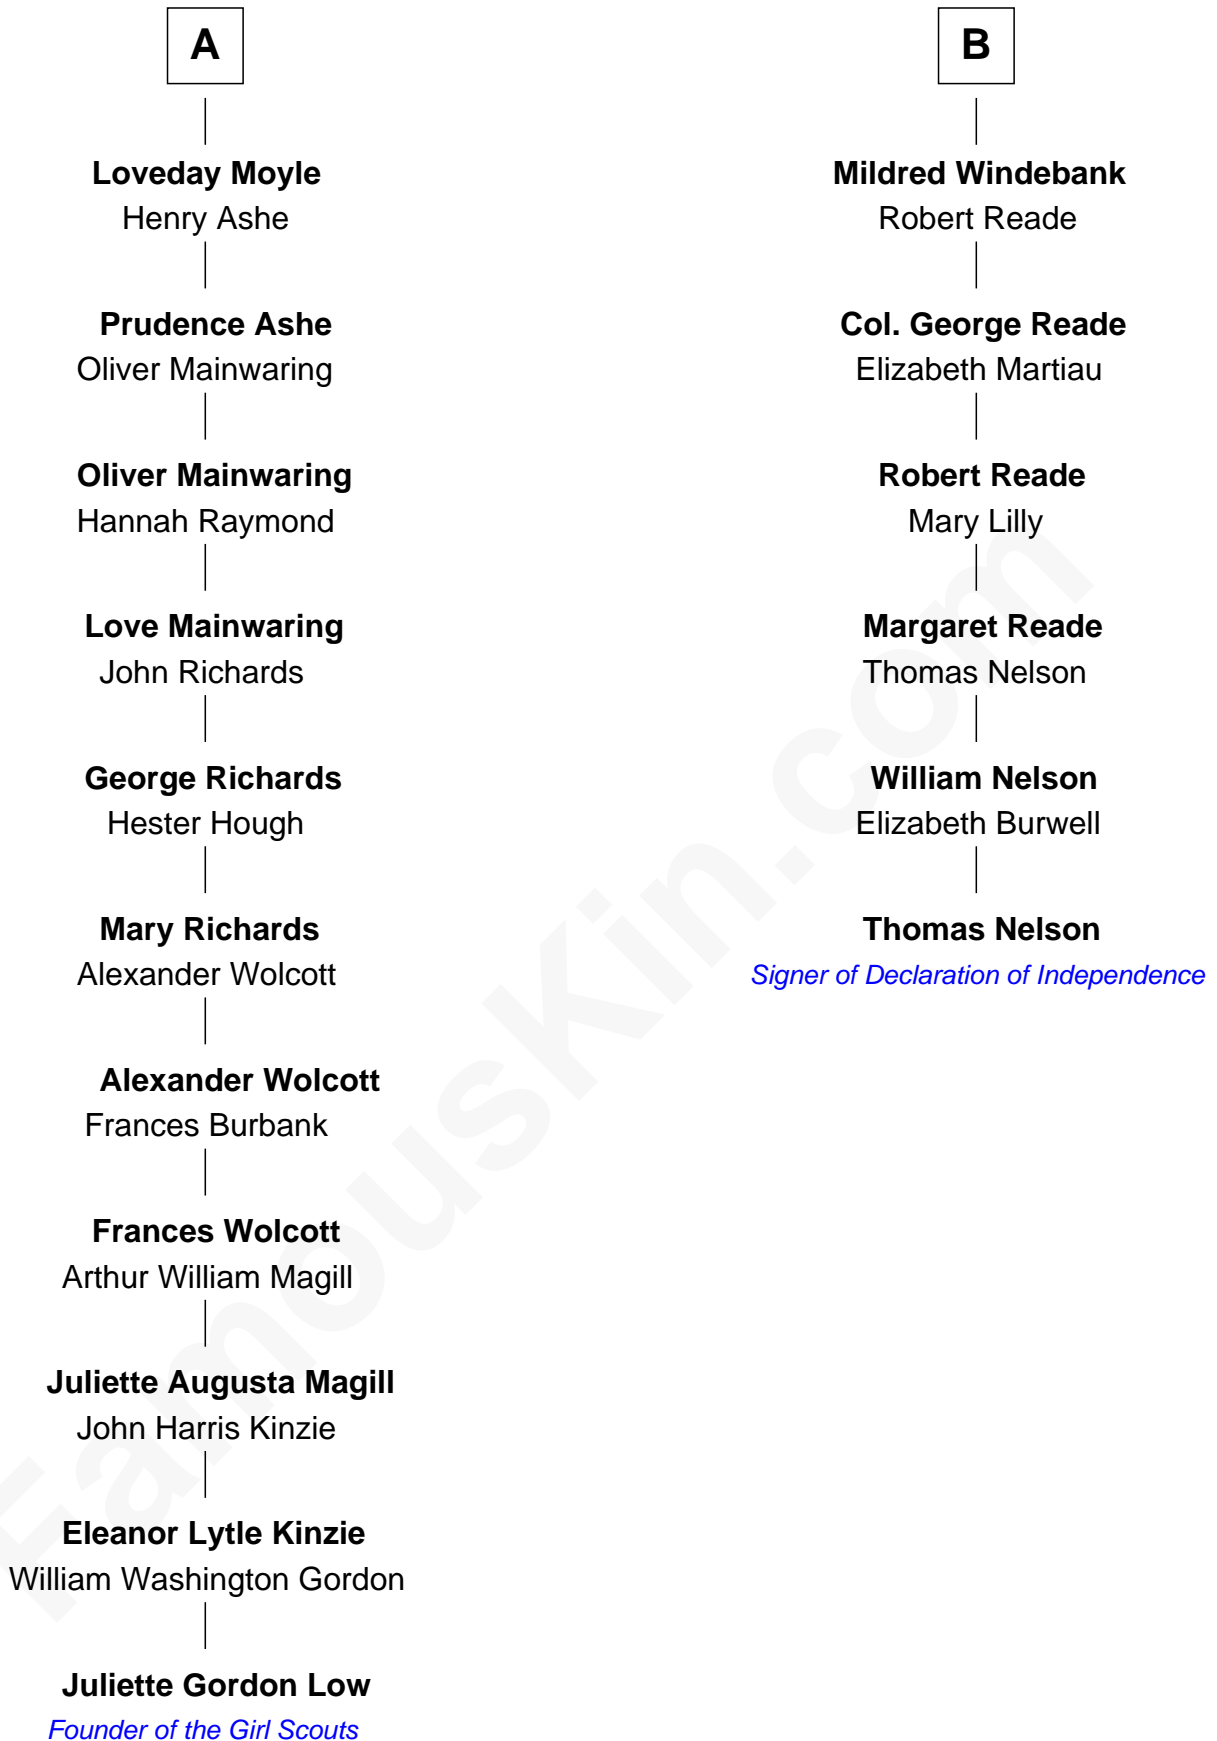 A
Loveday Moyle
Henry Ashe
Prudence Ashe
Oliver Mainwaring
Oliver Mainwaring
Hannah Raymond
Love Mainwaring
John Richards
George Richards
Hester Hough
Mary Richards
Alexander Wolcott
Alexander Wolcott
Frances Burbank
Frances Wolcott
Arthur William Magill
Juliette Augusta Magill
John Harris Kinzie
Eleanor Lytle Kinzie
William Washington Gordon
Juliette Gordon Low
Founder of the Girl Scouts
B
Mildred Windebank
Robert Reade
Col. George Reade
Elizabeth Martiau
Robert Reade
Mary Lilly
Margaret Reade
Thomas Nelson
William Nelson
Elizabeth Burwell
Thomas Nelson
Signer of Declaration of Independence
FamousKin.com